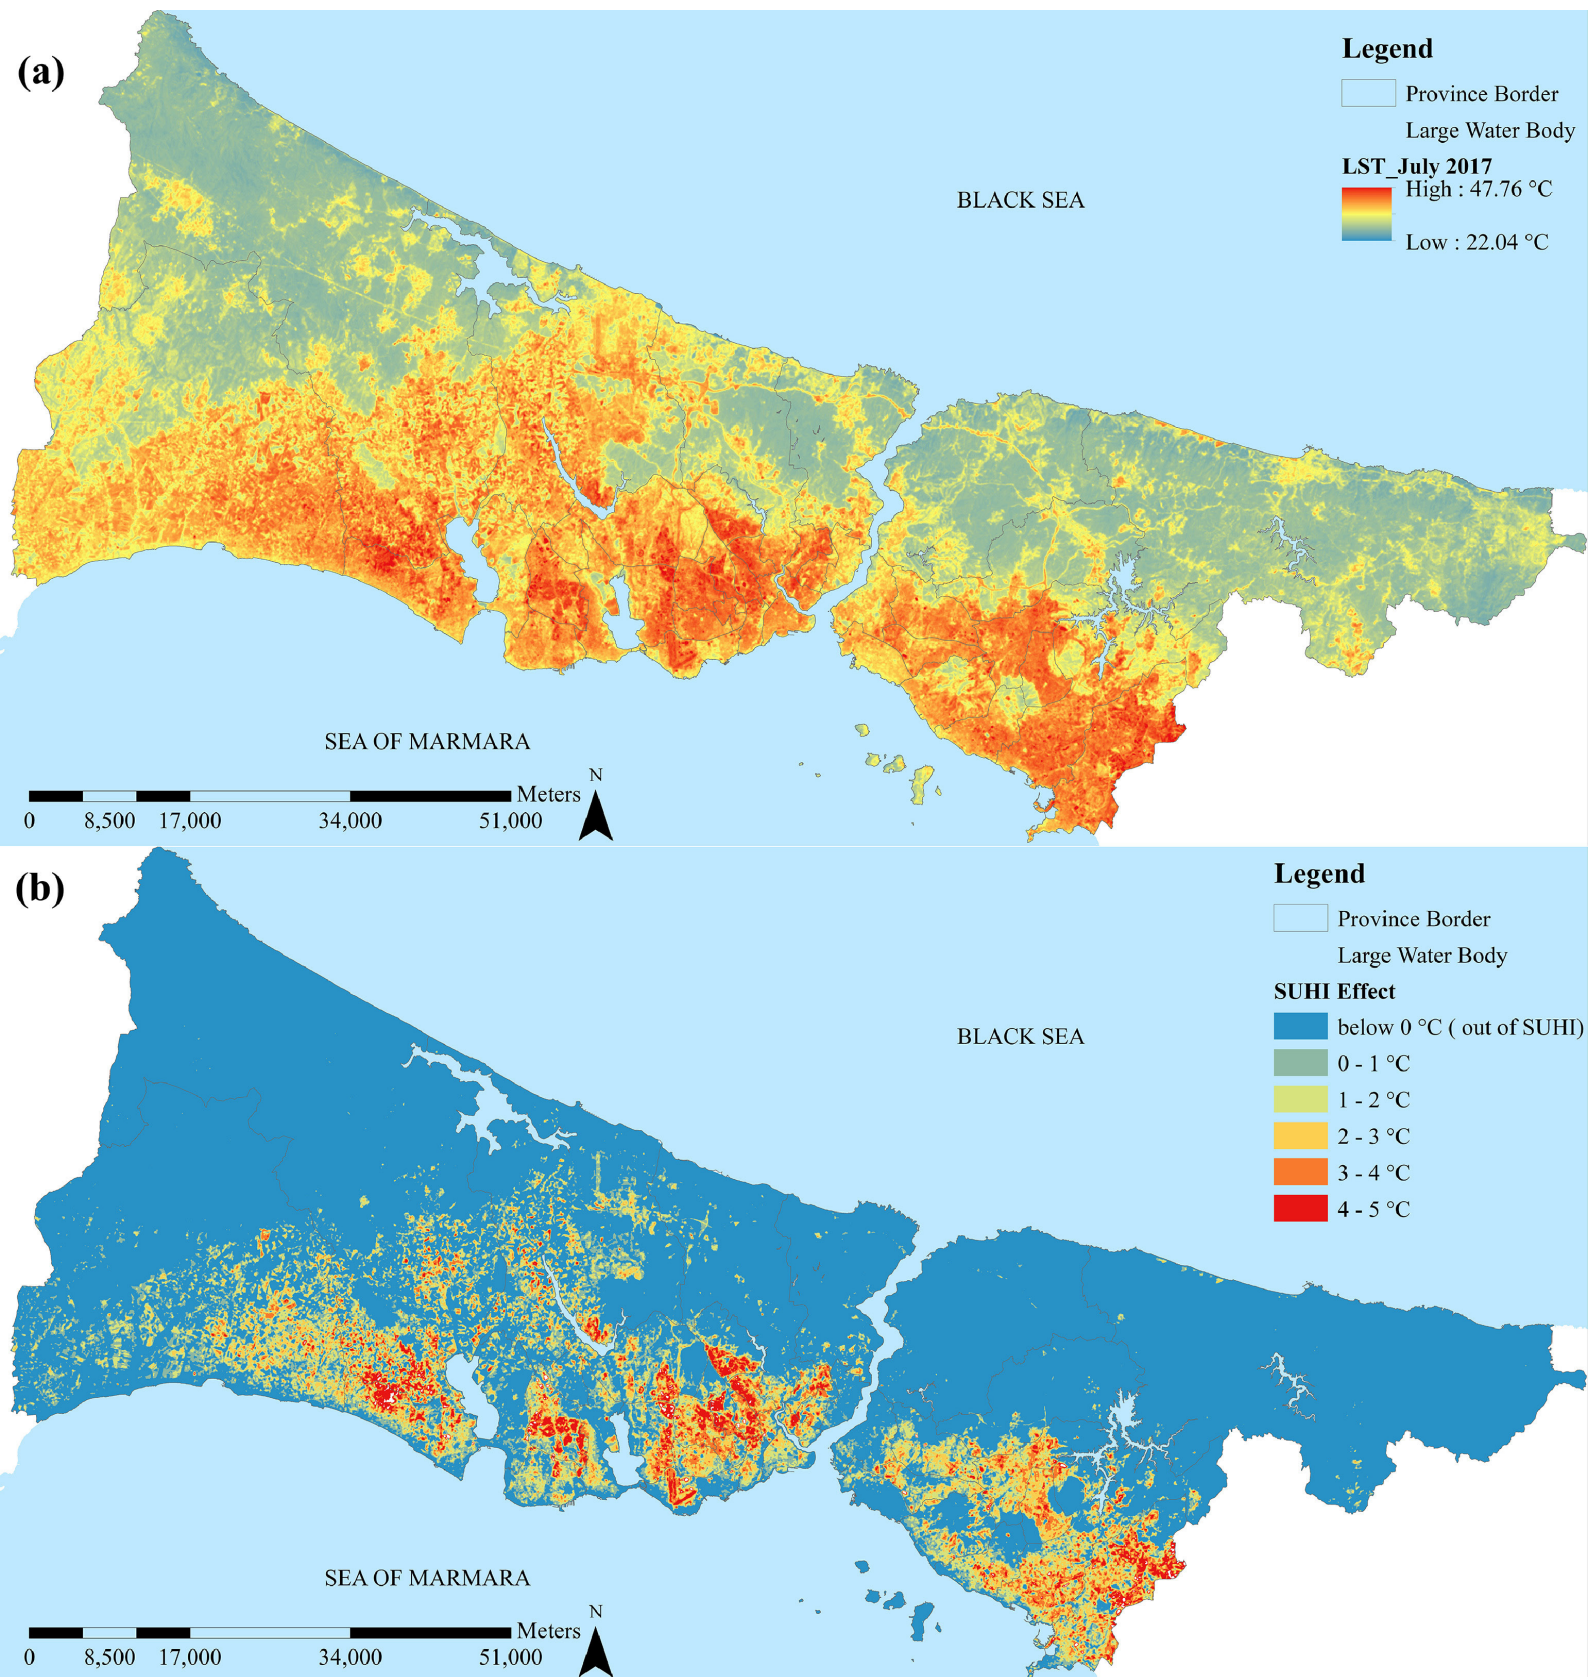 (a)
Legend
Province Border
Large Water Body
LST_July 2017
High : 47.76 °C
Low : 22.04 °C
BLACK SEA
SEA OF MARMARA
N
Meters
0 8,500 17,000 34,000 51,000
(b)
Legend
Province Border
Large Water Body
SUHI Effect
below 0 °C ( out of SUHI)
0 - 1 °C
1 - 2 °C
2 - 3 °C
3 - 4 °C
4 - 5 °C
BLACK SEA
SEA OF MARMARA
N
Meters
0 8,500 17,000 34,000 51,000